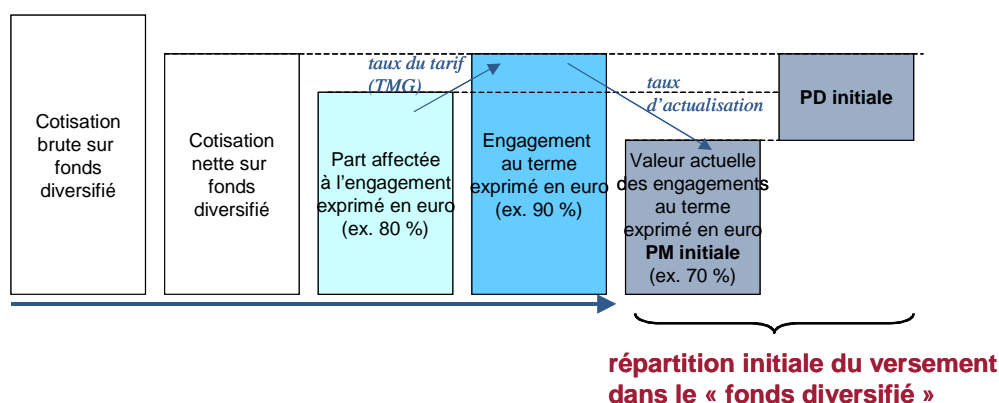 Cotisation
brute sur
fonds
diversifié
Cotisation
nette sur
fonds
diversifié
Part affectée
à l’engagement
exprimé en euro
(ex. 80 %)
taux du tarif
(TMG)
Engagement
au terme
exprimé en euro
(ex. 90 %)
taux
d’actualisation
Valeur actuelle
des engagements
au terme
exprimé en euro
PM initiale
(ex. 70 %)
PD initiale
répartition initiale du versement
dans le « fonds diversifié »